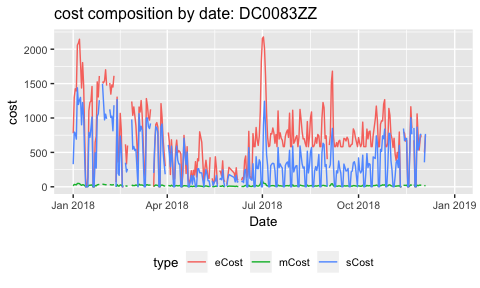 cost composition by date: DC0083ZZ
2000
1500
1000
500
0
cost
Jan 2018
Apr 2018
Jul 2018
Oct 2018
Jan 2019
Date
type eCost mCost sCost